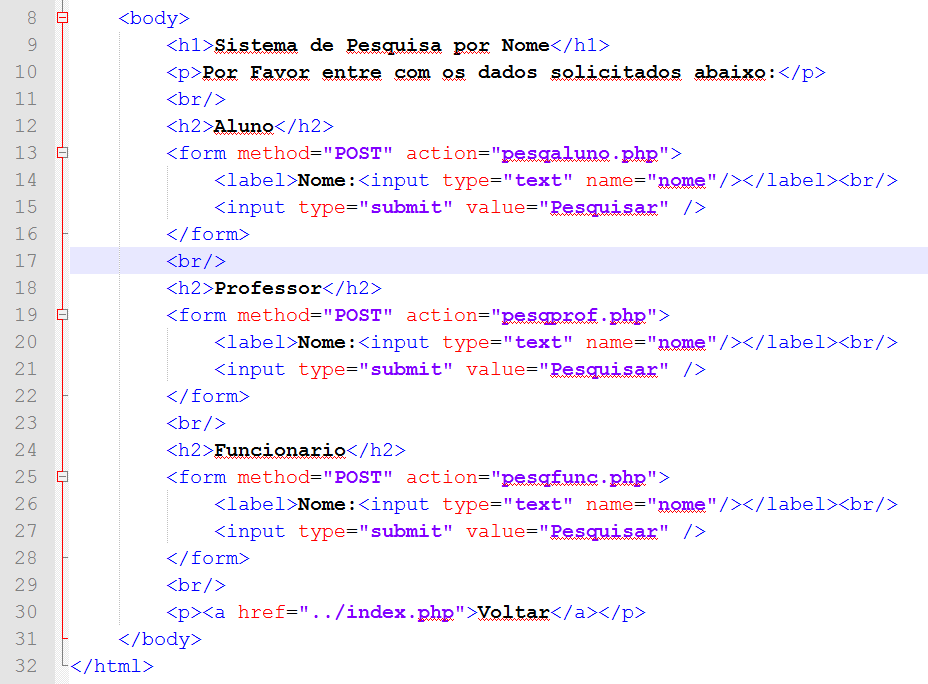 8 <body>
9 <h1>Sistema de Pesquisa por Nome</h1>
10 <p>Por Favor entre com os dados solicitados abaixo:</p>
11 <br/>
12 <h2>Aluno</h2>
13 <form method="POST" action="pesqaluno.php">
14 <label>Nome:<input type="text" name="nome"/></label><br/>
15 <input type="submit" value="Pesquisar" />
16 </form>
17 <br/>
18 <h2>Professor</h2>
19 <form method="POST" action="pesqprof.php">
20 <label>Nome:<input type="text" name="nome"/></label><br/>
21 <input type="submit" value="Pesquisar" />
22 </form>
23 <br/>
24 <h2>Funcionario</h2>
25 <form method="POST" action="pesqfunc.php">
26 <label>Nome:<input type="text" name="nome"/></label><br/>
27 <input type="submit" value="Pesquisar" />
28 </form>
29 <br/>
30 <p><a href="../index.php">Voltar</a></p>
31 </body>
32 </html>